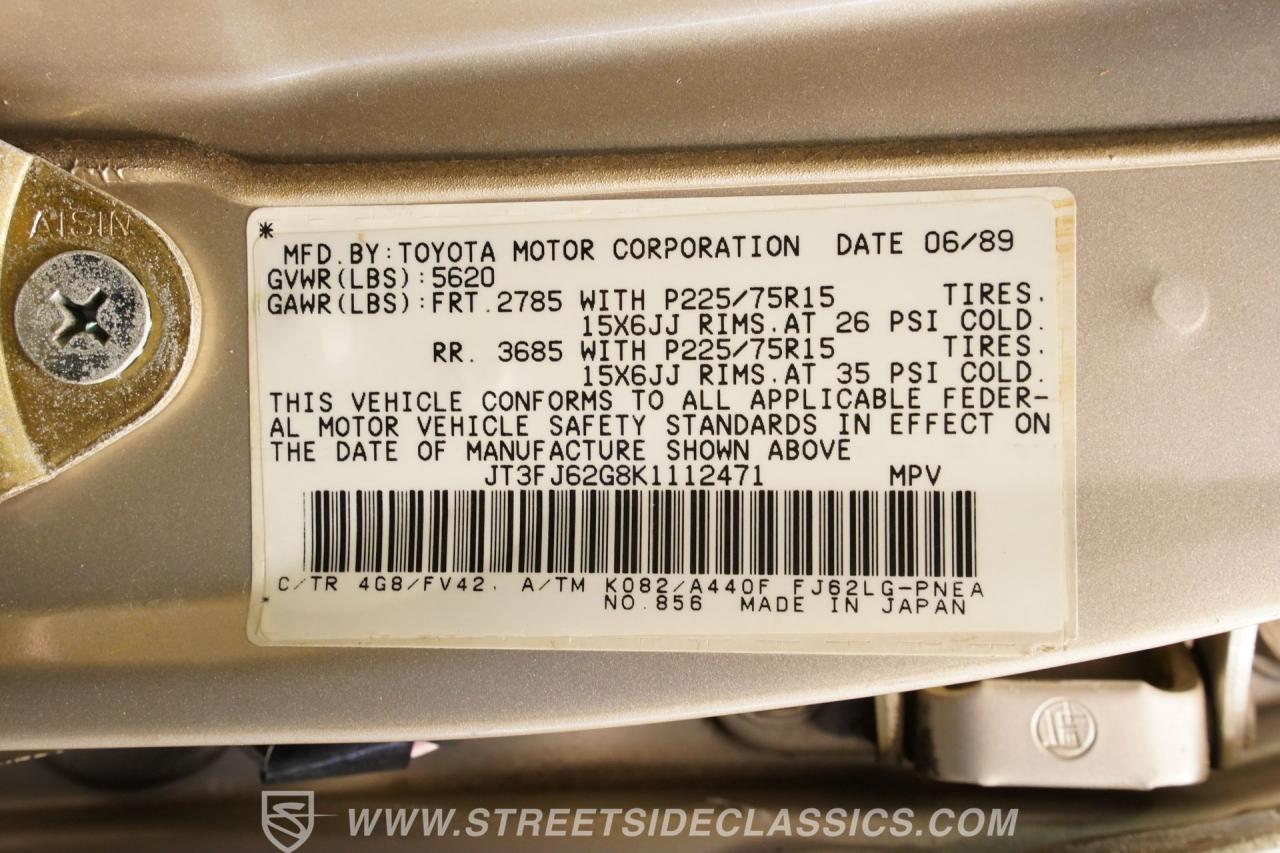 AISIN
*
MFD.BY:TOYOTA MOTOR CORPORATION DATE 06/89
GVWR(LBS):5620
GAWR(LBS):FRT.2785 WITH P225/75R15 TIRES.
15X6JJ RIMS.AT 26 PSI COLD.
RR. 3685 WITH P225/75R15 TIRES.
15X6JJ RIMS.AT 35 PSI COLD.
THIS VEHICLE CONFORMS TO ALL APPLICABLE FEDER-
AL MOTOR VEHICLE SAFETY STANDARDS IN EFFECT ON
THE DATE OF MANUFACTURE SHOWN ABOVE
JT3FJ62G8K1112471 MPV
C/TR 4G8/FV42. A/TM K082/A440F FJ62LG-PNEA
* NO.856 MADE IN JAPAN
WWW.STREETSIDECLASSICS.COM